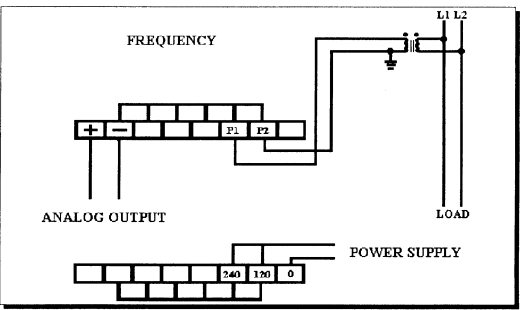 L1 L2
FREQUENCY
+ − P1 P2
ANALOG OUTPUT
LOAD
POWER SUPPLY
240 120 0